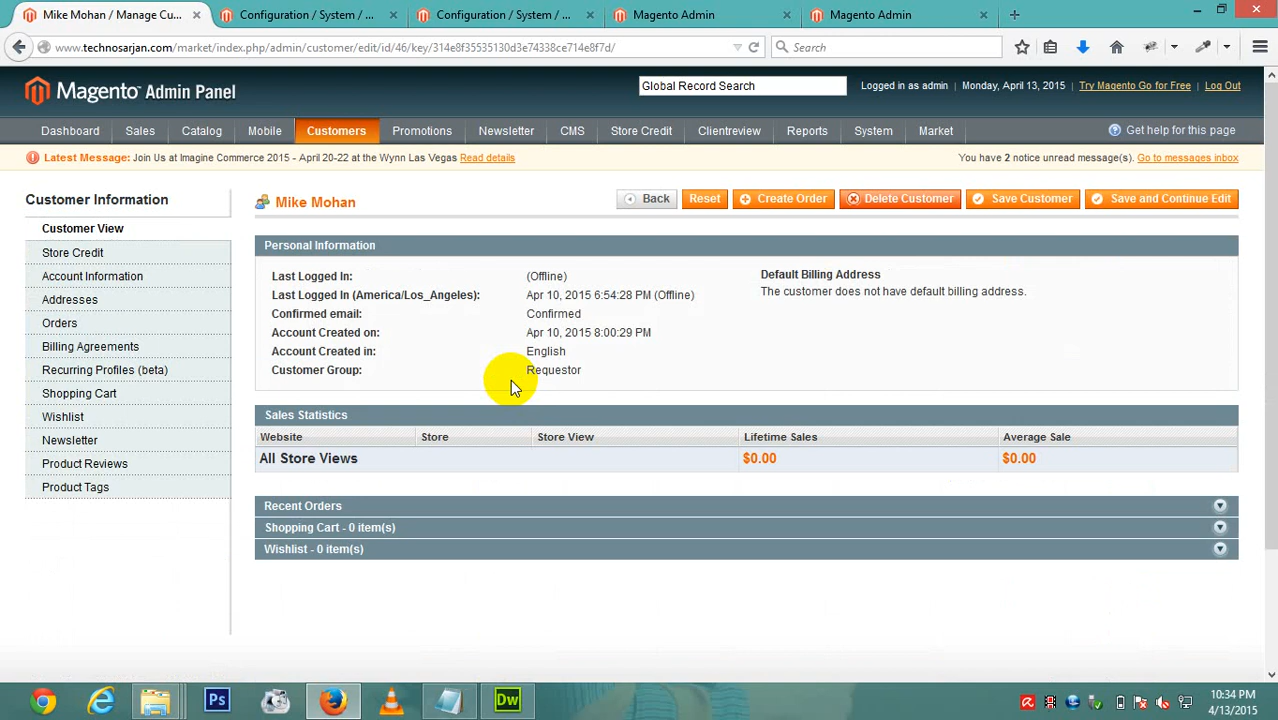 Mike Mohan / Manage Cu... × Configuration / System / ... × Configuration / System / ... × Magento Admin × Magento Admin × +
www.technosarjan.com/market/index.php/admin/customer/edit/id/46/key/314e8f35535130d3e74338ce714e8f7d/ Search
Magento Admin Panel Global Record Search Logged in as admin | Monday, April 13, 2015 | Try Magento Go for Free | Log Out
Dashboard Sales Catalog Mobile Customers Promotions Newsletter CMS Store Credit Clientreview Reports System Market Get help for this page
Latest Message: Join Us at Imagine Commerce 2015 - April 20-22 at the Wynn Las Vegas Read details You have 2 notice unread message(s). Go to messages inbox
Customer Information
Customer View
Store Credit
Account Information
Addresses
Orders
Billing Agreements
Recurring Profiles (beta)
Shopping Cart
Wishlist
Newsletter
Product Reviews
Product Tags
Mike Mohan Back Reset Create Order Delete Customer Save Customer Save and Continue Edit
Personal Information
Last Logged In: (Offline)
Last Logged In (America/Los_Angeles): Apr 10, 2015 6:54:28 PM (Offline)
Confirmed email: Confirmed
Account Created on: Apr 10, 2015 8:00:29 PM
Account Created in: English
Customer Group: Requestor
Default Billing Address
The customer does not have default billing address.
Sales Statistics
Website Store Store View Lifetime Sales Average Sale
All Store Views $0.00 $0.00
Recent Orders
Shopping Cart - 0 item(s)
Wishlist - 0 item(s)
Ps Dw
10:34 PM
4/13/2015